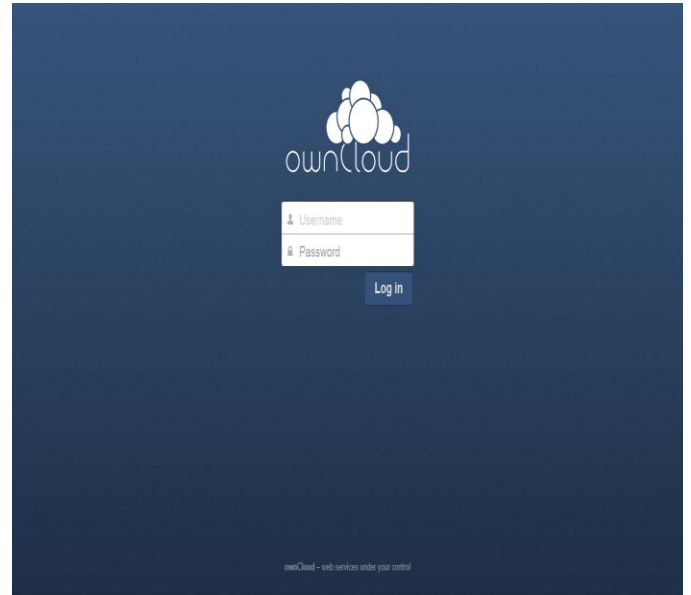 ownCloud
Username
Password
Log in
ownCloud – web services under your control